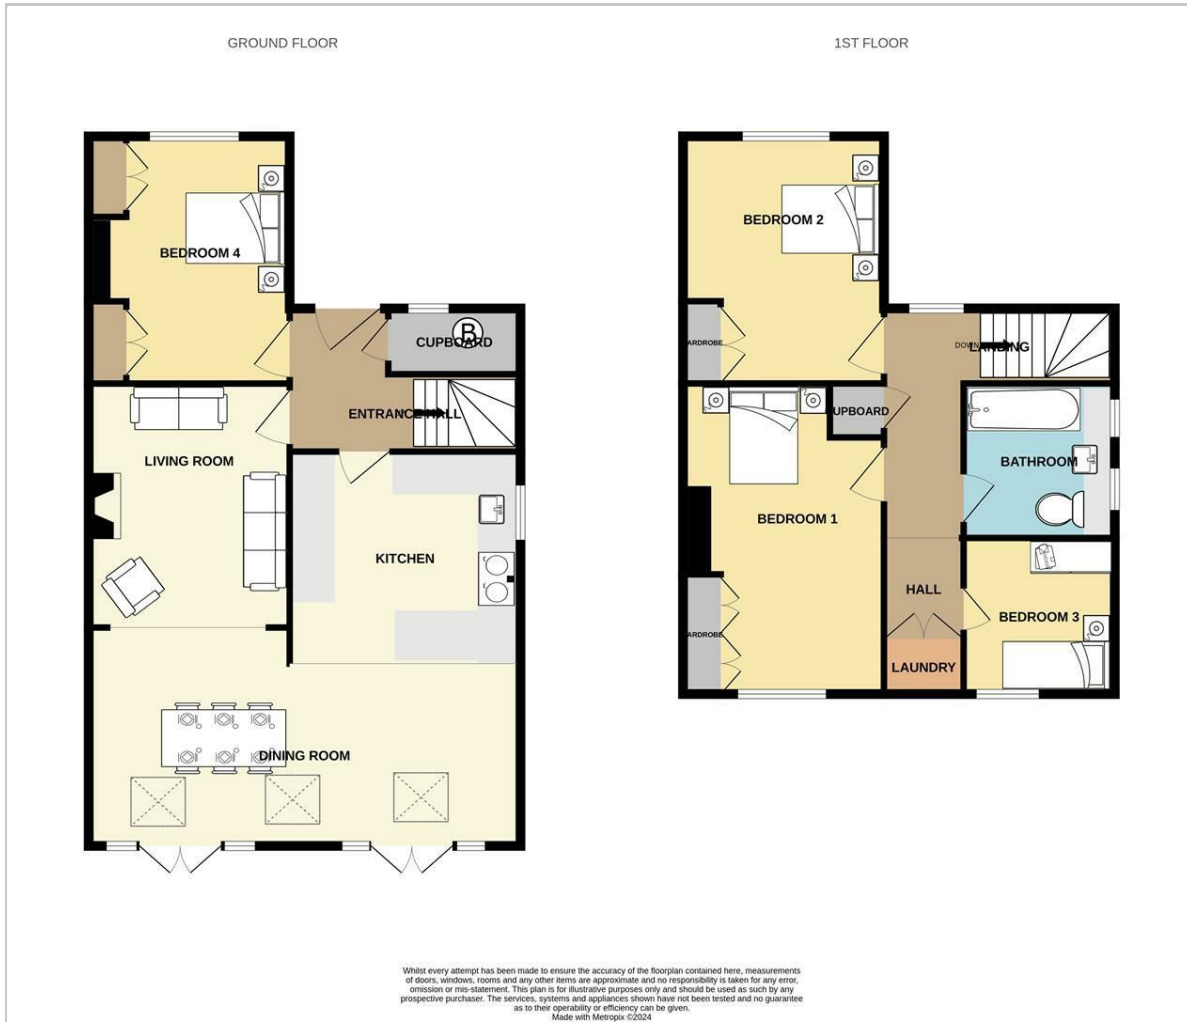 GROUND FLOOR
BEDROOM 4
B
CUPBOARD
ENTRANCE HALL
LIVING ROOM
KITCHEN
DINING ROOM
1ST FLOOR
BEDROOM 2
ARDROBE
DOWN
LANDING
UPBOARD
BATHROOM
BEDROOM 1
HALL
BEDROOM 3
ARDROBE
LAUNDRY
Whilst every attempt has been made to ensure the accuracy of the floorplan contained here, measurements
of doors, windows, rooms and any other items are approximate and no responsibility is taken for any error,
omission or mis-statement. This plan is for illustrative purposes only and should be used as such by any
prospective purchaser. The services, systems and appliances shown have not been tested and no guarantee
as to their operability or efficiency can be given.
Made with Metropix ©2024